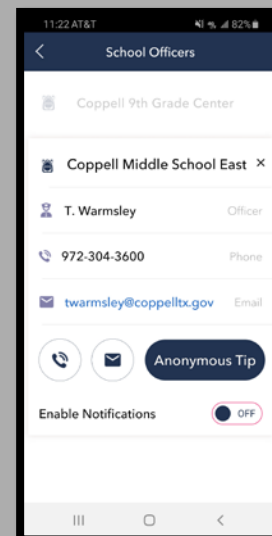 11:22 AT&T 82%
School Officers
Coppell 9th Grade Center
Coppell Middle School East ×
T. Warmsley Officer
972-304-3600 Phone
twarmsley@coppelltx.gov Email
Anonymous Tip
Enable Notifications OFF